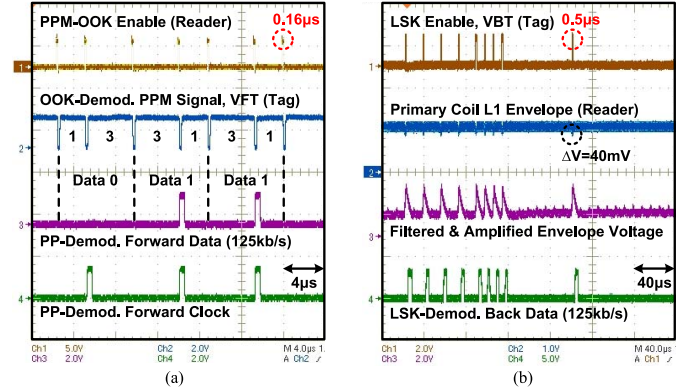 PPM-OOK Enable (Reader)
0.16µs
1
OOK-Demod. PPM Signal, VFT (Tag)
1 3 3 1 3 1
2
Data 0 Data 1 Data 1
3
PP-Demod. Forward Data (125kb/s)
4µs
4
PP-Demod. Forward Clock
Ch1 5.0V Ch2 2.0V M 4.0µs 1.
Ch3 2.0V Ch4 2.0V A Ch2
(a)
LSK Enable, VBT (Tag)
0.5µs
1
Primary Coil L1 Envelope (Reader)
ΔV=40mV
2
3
Filtered & Amplified Envelope Voltage
40µs
4
LSK-Demod. Back Data (125kb/s)
Ch1 2.0V Ch2 1.0V M 40.0µs
Ch3 2.0V Ch4 5.0V A Ch1
(b)